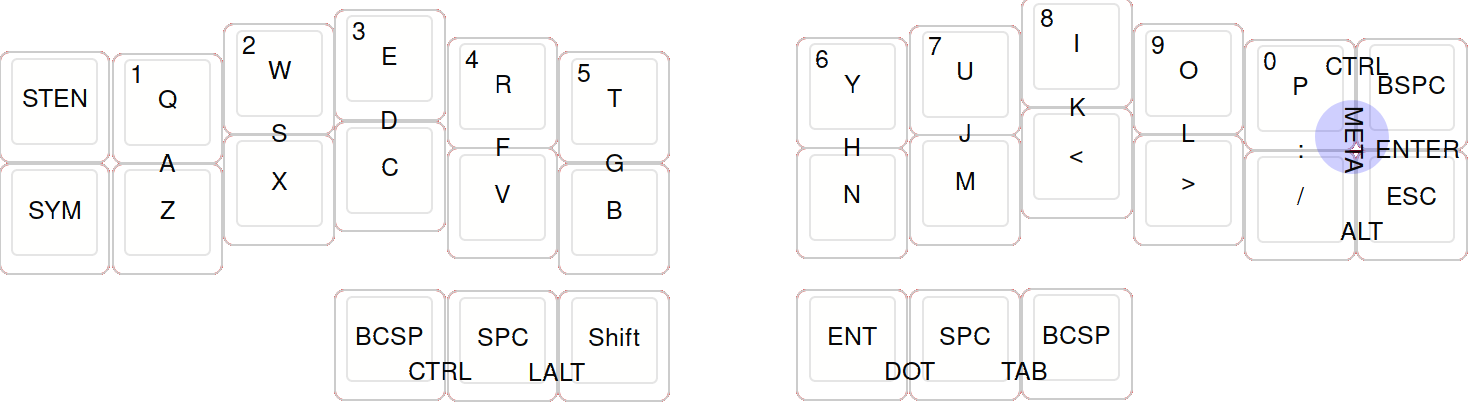 STEN 1 Q 2 W 3 E 4 R 5 T 6 Y 7 U 8 I 9 O 0 P CTRL BSPC
A S D F G H J K L : META ENTER
SYM Z X C V B N M < > / ESC
ALT
BCSP SPC Shift ENT SPC BCSP
CTRL LALT DOT TAB